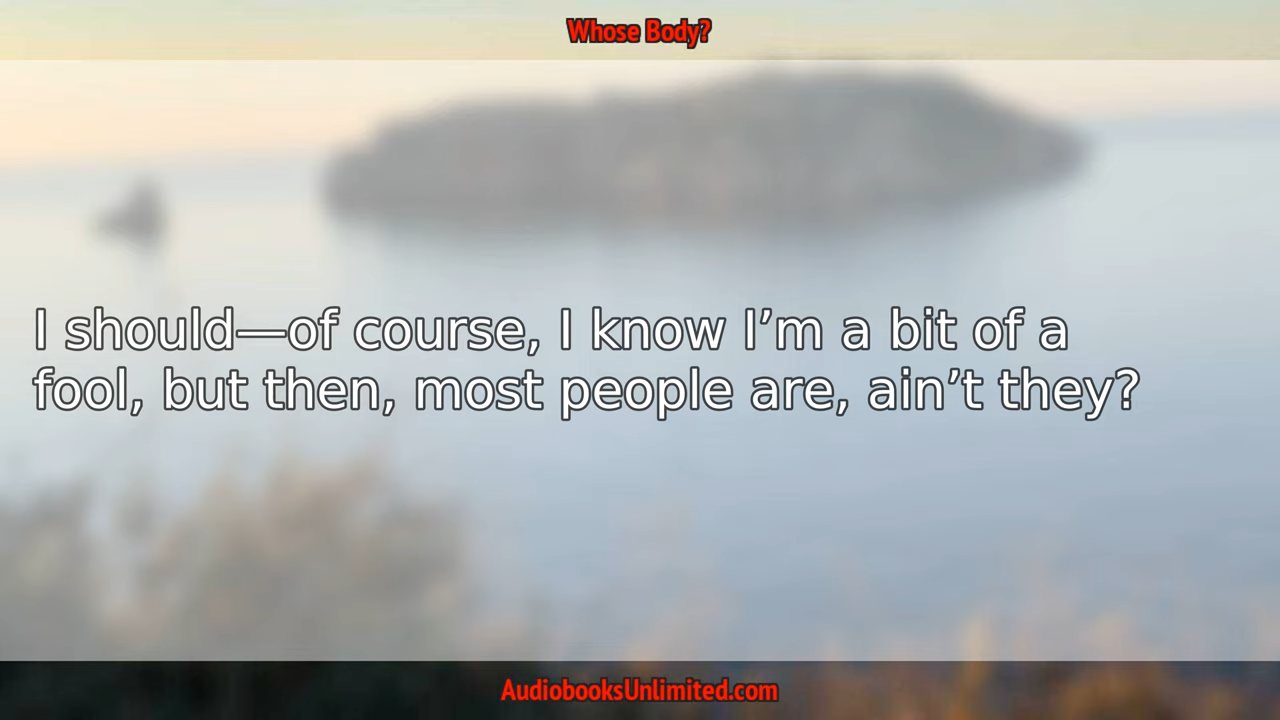 Whose Body?
I should—of course, I know I’m a bit of a
fool, but then, most people are, ain’t they?
AudiobooksUnlimited.com